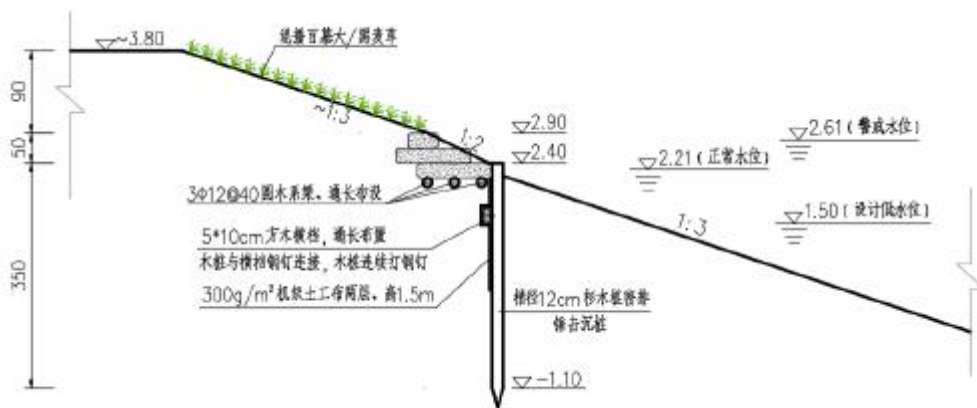 ~3.80
混播百慕大/黑麦草
90
~1:3
1:2
2.90
2.61(警戒水位)
50
2.40
2.21(正常水位)
3Φ12@40圆木系梁、通长布设
1:3
1.50(设计低水位)
5*10cm方木横档,通长布置
木桩与横档钢钉连接,木桩连续打钢钉
350
300g/m²机织土工布两层、高1.5m
梢径12cm杉木桩密排
锤击沉桩
-1.10